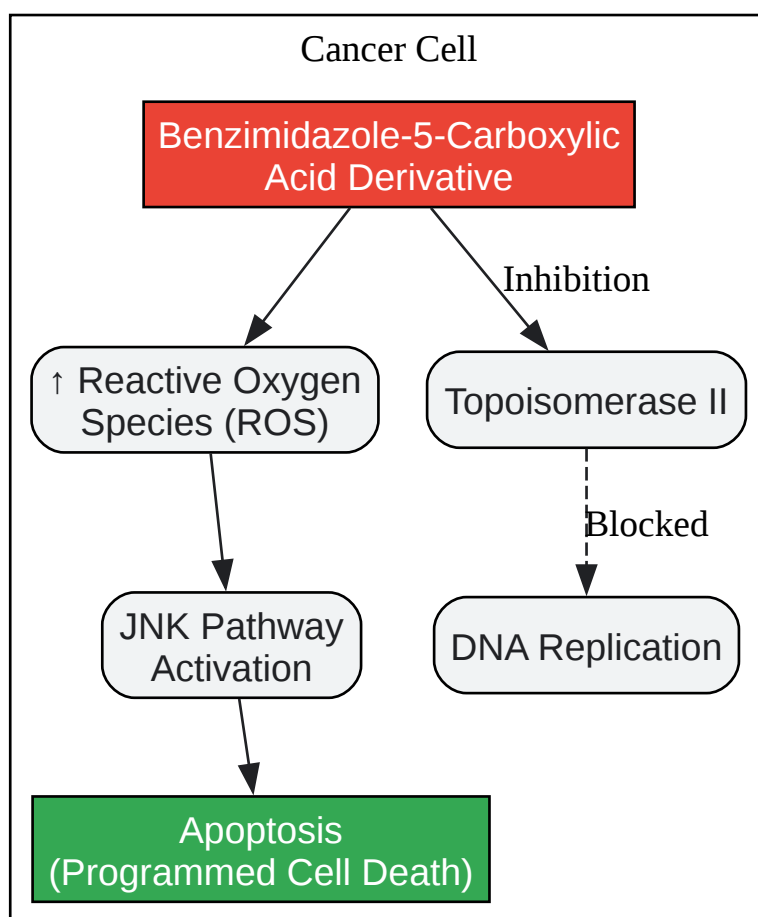 Cancer Cell
Benzimidazole-5-Carboxylic
Acid Derivative
Inhibition
↑ Reactive Oxygen
Species (ROS)
Topoisomerase II
Blocked
JNK Pathway
Activation
DNA Replication
Apoptosis
(Programmed Cell Death)